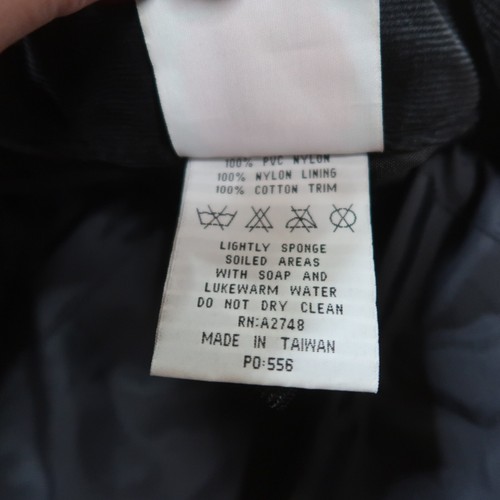 100% PVC NYLON
100% NYLON LINING
100% COTTON TRIM
LIGHTLY SPONGE
SOILED AREAS
WITH SOAP AND
LUKEWARM WATER
DO NOT DRY CLEAN
RN:A2748
MADE IN TAIWAN
PO:556